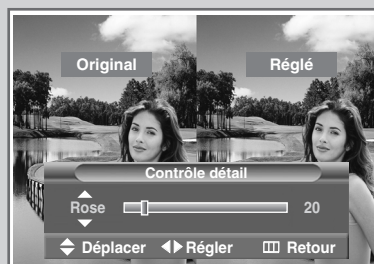 Original Réglé
Contrôle détail
Rose 20
Déplacer Régler Retour